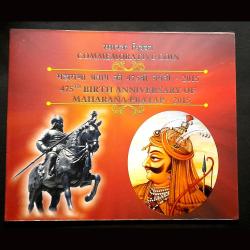 स्मारक सिक्का
COMMEMORATIVE COIN
महाराणा प्रताप की 475वीं जयंती - 2015
475TH BIRTH ANNIVERSARY OF
MAHARANA PRATAP - 2015